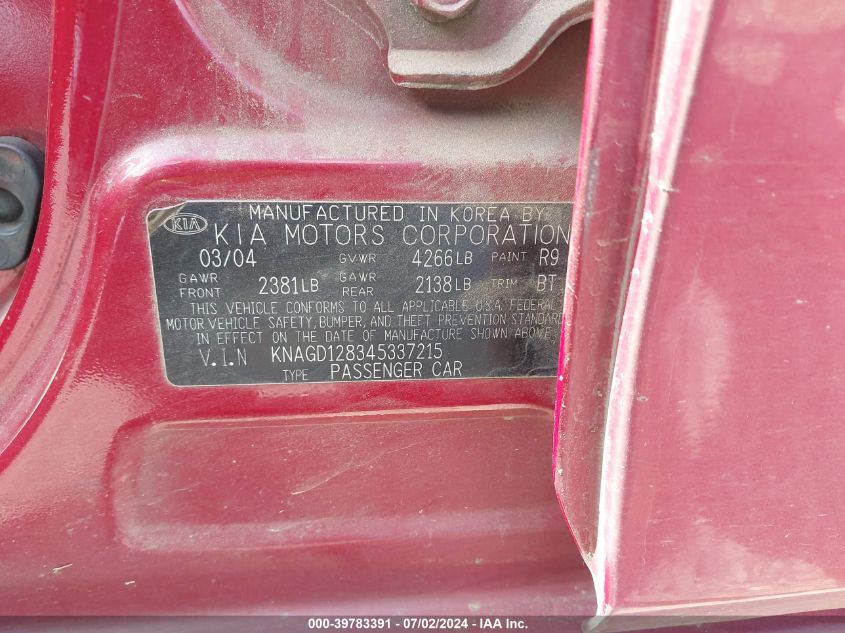 MANUFACTURED IN KOREA BY
KIA KIA MOTORS CORPORATION
03/04 GVWR 4266LB PAINT R9
GAWR FRONT 2381LB GAWR REAR 2138LB TRIM BT
THIS VEHICLE CONFORMS TO ALL APPLICABLE U.S.A. FEDERAL
MOTOR VEHICLE SAFETY, BUMPER, AND THEFT PREVENTION STANDARD
IN EFFECT ON THE DATE OF MANUFACTURE SHOWN ABOVE.
V.I.N KNAGD128345337215
TYPE PASSENGER CAR
000-39783391 - 07/02/2024 - IAA Inc.